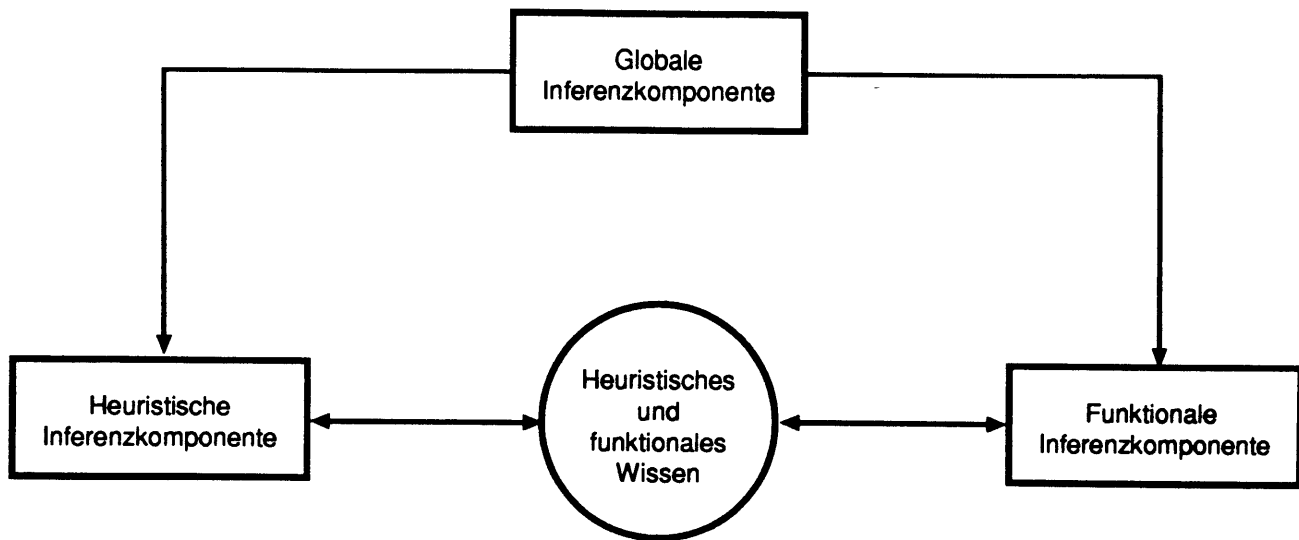 Globale
Inferenzkomponente
Heuristische
Inferenzkomponente
Heuristisches
und
funktionales
Wissen
Funktionale
Inferenzkomponente